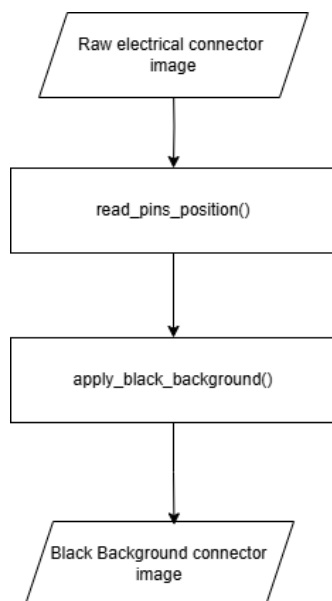 Raw electrical connector
image
read_pins_position()
apply_black_background()
Black Background connector
image